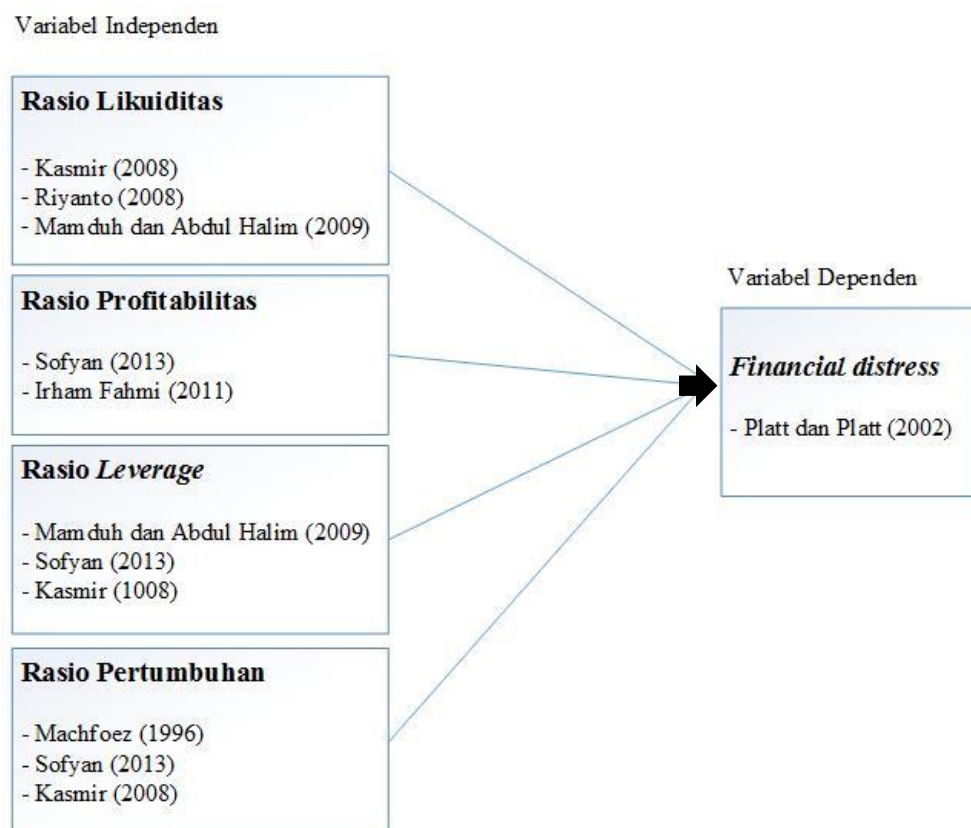 Variabel Independen
Rasio Likuiditas
- Kasmir (2008)
- Riyanto (2008)
- Mamduh dan Abdul Halim (2009)
Rasio Profitabilitas
- Sofyan (2013)
- Irham Fahmi (2011)
Rasio Leverage
- Mamduh dan Abdul Halim (2009)
- Sofyan (2013)
- Kasmir (1008)
Rasio Pertumbuhan
- Machfoez (1996)
- Sofyan (2013)
- Kasmir (2008)
Variabel Dependen
Financial distress
- Platt dan Platt (2002)